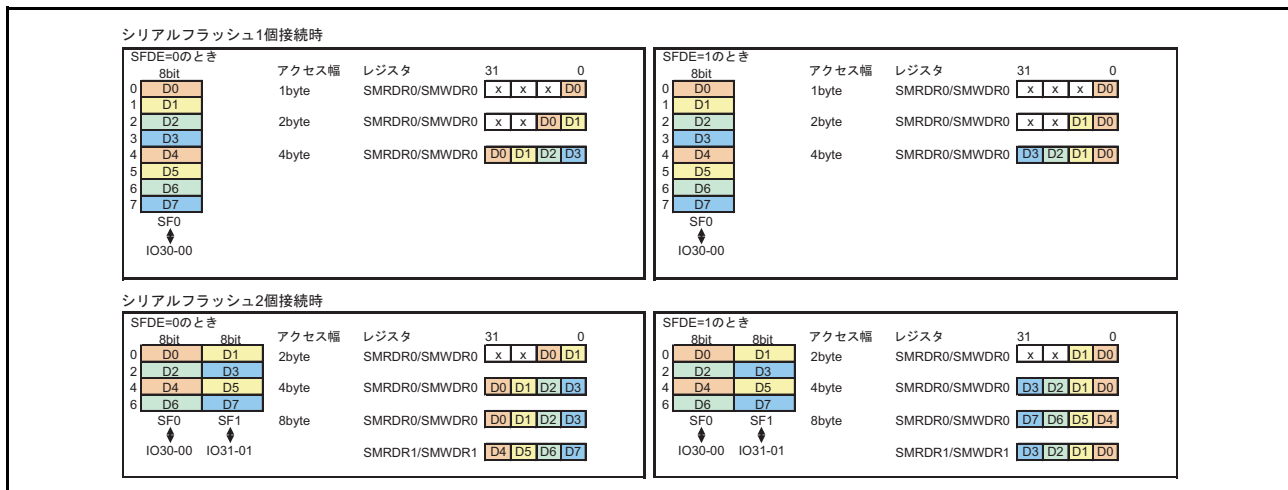 シリアルフラッシュ1個接続時
SFDE=0のとき
8bit アクセス幅 レジスタ 31 0
0 D0 1byte SMRDR0/SMWDR0 x x x D0
1 D1
2 D2 2byte SMRDR0/SMWDR0 x x D0 D1
3 D3
4 D4 4byte SMRDR0/SMWDR0 D0 D1 D2 D3
5 D5
6 D6
7 D7
SF0
IO30-00
SFDE=1のとき
8bit アクセス幅 レジスタ 31 0
0 D0 1byte SMRDR0/SMWDR0 x x x D0
1 D1
2 D2 2byte SMRDR0/SMWDR0 x x D1 D0
3 D3
4 D4 4byte SMRDR0/SMWDR0 D3 D2 D1 D0
5 D5
6 D6
7 D7
SF0
IO30-00
シリアルフラッシュ2個接続時
SFDE=0のとき
8bit 8bit アクセス幅 レジスタ 31 0
0 D0 D1 2byte SMRDR0/SMWDR0 x x D0 D1
2 D2 D3
4 D4 D5 4byte SMRDR0/SMWDR0 D0 D1 D2 D3
6 D6 D7
SF0 SF1 8byte SMRDR0/SMWDR0 D0 D1 D2 D3
IO30-00 IO31-01 SMRDR1/SMWDR1 D4 D5 D6 D7
SFDE=1のとき
8bit 8bit アクセス幅 レジスタ 31 0
0 D0 D1 2byte SMRDR0/SMWDR0 x x D1 D0
2 D2 D3
4 D4 D5 4byte SMRDR0/SMWDR0 D3 D2 D1 D0
6 D6 D7
SF0 SF1 8byte SMRDR0/SMWDR0 D7 D6 D5 D4
IO30-00 IO31-01 SMRDR1/SMWDR1 D3 D2 D1 D0